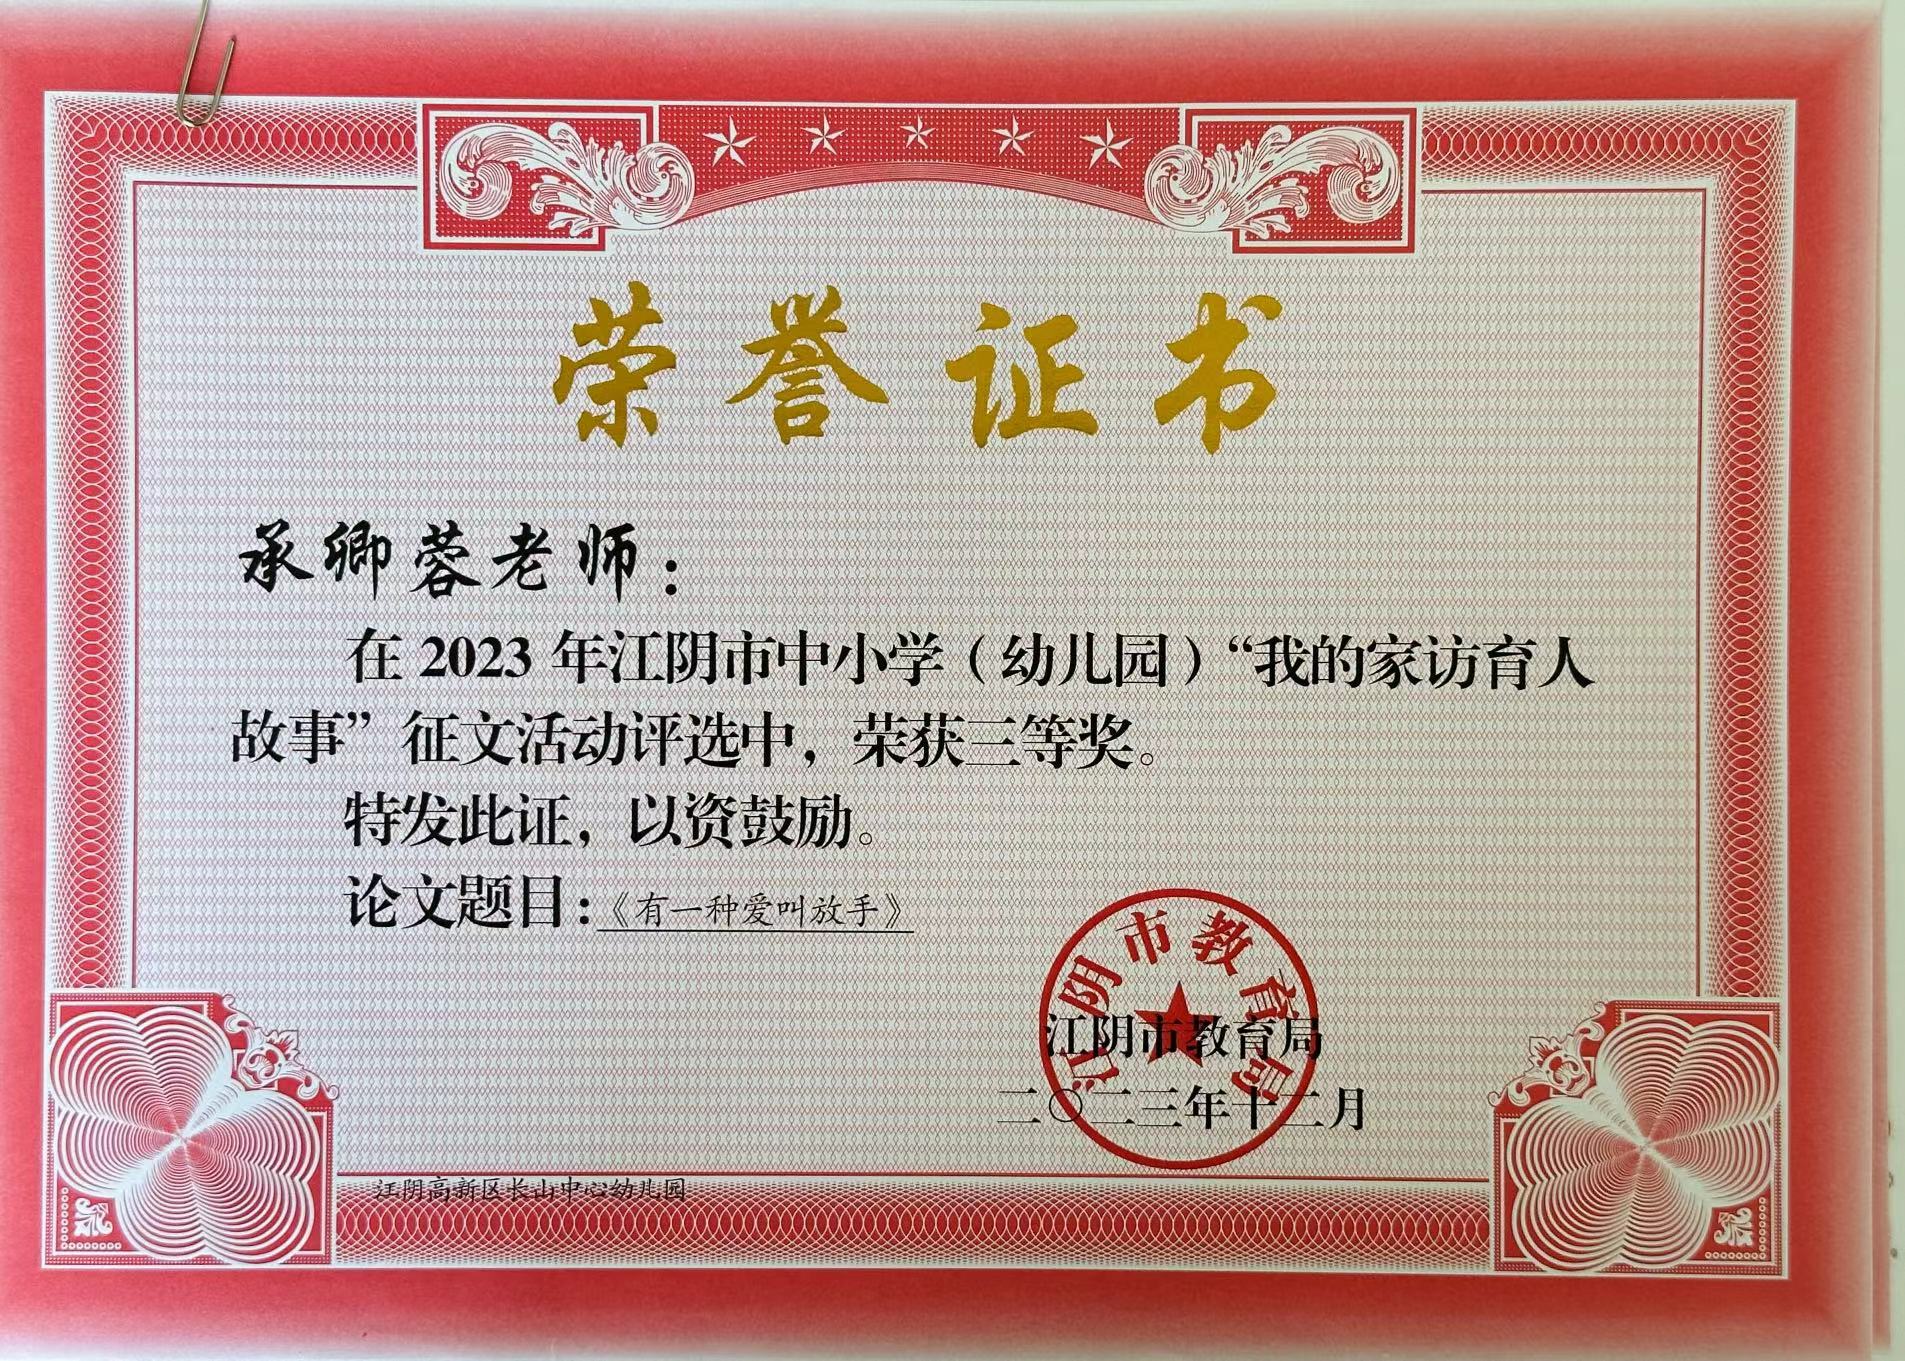 荣誉证书
承卿蓉老师：
在 2023 年江阴市中小学（幼儿园）“我的家访育人
故事”征文活动评选中，荣获三等奖。
特发此证，以资鼓励。
论文题目：《有一种爱叫放手》
江阴市教育局
江阴市教育局
二〇二三年十二月
江阴高新区长山中心幼儿园